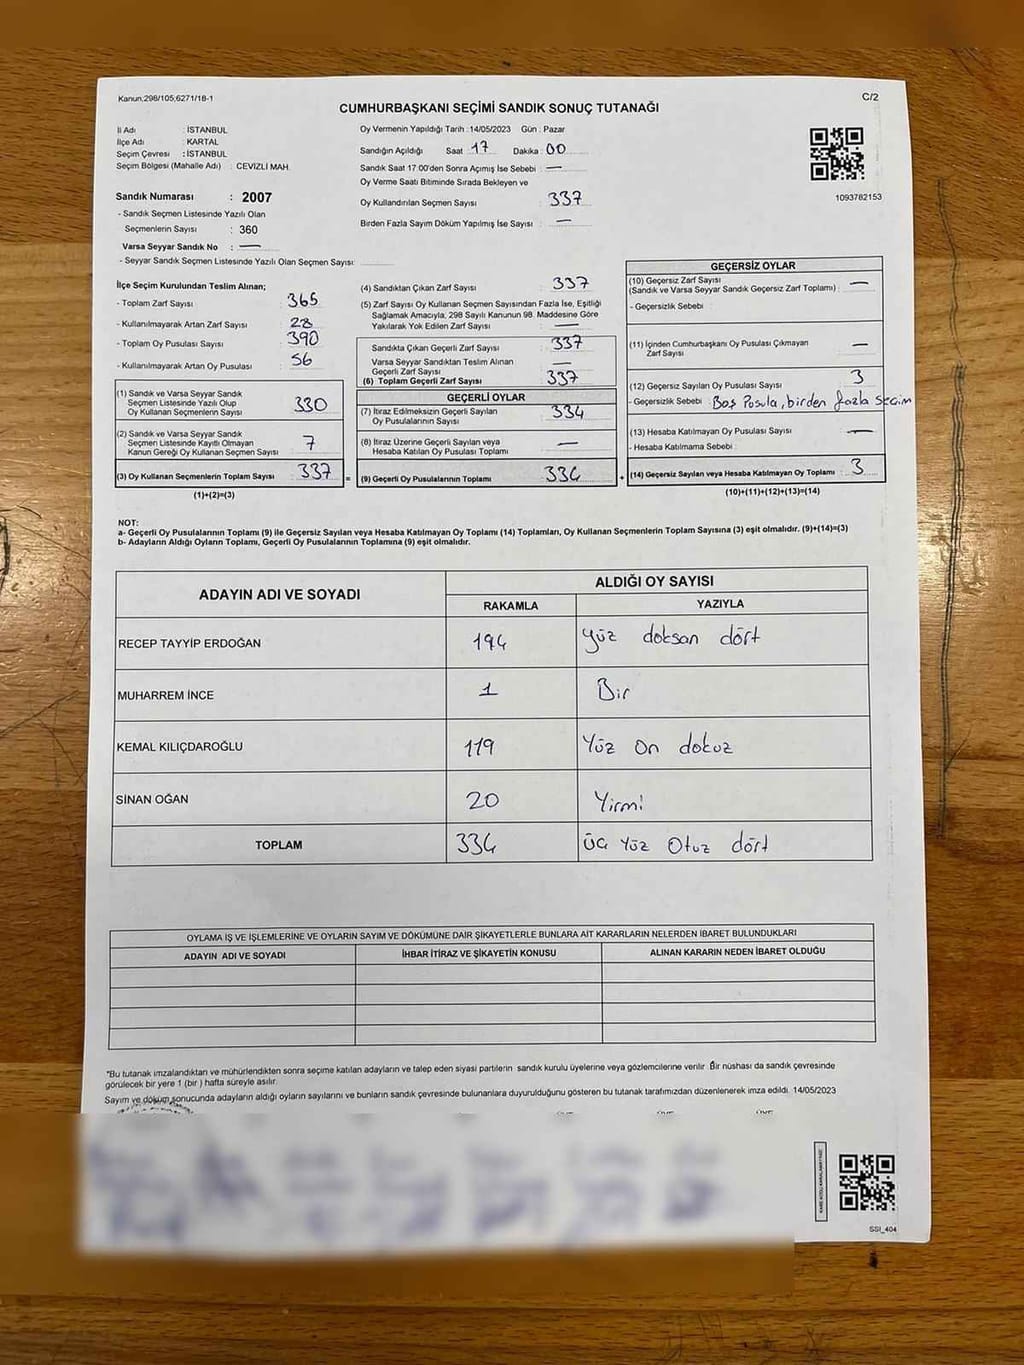 Kanun,298/105;6271/18-1
C/2
CUMHURBAŞKANI SEÇİMİ SANDIK SONUÇ TUTANAĞI
İl Adı : İSTANBUL
İlçe Adı : KARTAL
Seçim Çevresi : İSTANBUL
Seçim Bölgesi (Mahalle Adı) : CEVİZLİ MAH.
Sandık Numarası : 2007
- Sandık Seçmen Listesinde Yazılı Olan
Seçmenlerin Sayısı : 360
Varsa Seyyar Sandık No : —
- Seyyar Sandık Seçmen Listesinde Yazılı Olan Seçmen Sayısı:
Oy Vermenin Yapıldığı Tarih : 14/05/2023 Gün : Pazar
Sandığın Açıldığı Saat 17 Dakika 00
Sandık Saat 17.00'den Sonra Açılmış İse Sebebi : —
Oy Verme Saati Bitiminde Sırada Bekleyen ve
Oy Kullandırılan Seçmen Sayısı : 337
Birden Fazla Sayım Döküm Yapılmış İse Sayısı : —
1093782153
İlçe Seçim Kurulundan Teslim Alınan;
- Toplam Zarf Sayısı : 365
- Kullanılmayarak Artan Zarf Sayısı : 28
- Toplam Oy Pusulası Sayısı : 390
- Kullanılmayarak Artan Oy Pusulası : 56
(1) Sandık ve Varsa Seyyar Sandık
Seçmen Listesinde Yazılı Olup
Oy Kullanan Seçmenlerin Sayısı : 330
(2) Sandık ve Varsa Seyyar Sandık
Seçmen Listesinde Kayıtlı Olmayan
Kanun Gereği Oy Kullanan Seçmen Sayısı : 7
(3) Oy Kullanan Seçmenlerin Toplam Sayısı : 337
(1)+(2)=(3)
(4) Sandıktan Çıkan Zarf Sayısı : 337
(5) Zarf Sayısı Oy Kullanan Seçmen Sayısından Fazla İse, Eşitliği
Sağlamak Amacıyla, 298 Sayılı Kanunun 98. Maddesine Göre
Yakılarak Yok Edilen Zarf Sayısı : —
Sandıkta Çıkan Geçerli Zarf Sayısı : 337
Varsa Seyyar Sandıktan Teslim Alınan
Geçerli Zarf Sayısı : —
(6) Toplam Geçerli Zarf Sayısı : 337
GEÇERLİ OYLAR
(7) İtiraz Edilmeksizin Geçerli Sayılan
Oy Pusulalarının Sayısı : 334
(8) İtiraz Üzerine Geçerli Sayılan veya
Hesaba Katılan Oy Pusulası Toplamı : —
= (9) Geçerli Oy Pusulalarının Toplamı : 334 +
GEÇERSİZ OYLAR
(10) Geçersiz Zarf Sayısı
(Sandık ve Varsa Seyyar Sandık Geçersiz Zarf Toplamı) : —
- Geçersizlik Sebebi :
(11) İçinden Cumhurbaşkanı Oy Pusulası Çıkmayan
Zarf Sayısı : —
(12) Geçersiz Sayılan Oy Pusulası Sayısı : 3
- Geçersizlik Sebebi : Boş Pusula, birden fazla seçim
(13) Hesaba Katılmayan Oy Pusulası Sayısı : —
- Hesaba Katılmama Sebebi :
(14) Geçersiz Sayılan veya Hesaba Katılmayan Oy Toplamı : 3
(10)+(11)+(12)+(13)=(14)
NOT:
a- Geçerli Oy Pusulalarının Toplamı (9) ile Geçersiz Sayılan veya Hesaba Katılmayan Oy Toplamı (14) Toplamları, Oy Kullanan Seçmenlerin Toplam Sayısına (3) eşit olmalıdır. (9)+(14)=(3)
b- Adayların Aldığı Oyların Toplamı, Geçerli Oy Pusulalarının Toplamına (9) eşit olmalıdır.
ADAYIN ADI VE SOYADI ALDIĞI OY SAYISI
RAKAMLA YAZIYLA
RECEP TAYYİP ERDOĞAN 194 Yüz doksan dört
MUHARREM İNCE 1 Bir
KEMAL KILIÇDAROĞLU 119 Yüz on dokuz
SİNAN OĞAN 20 Yirmi
TOPLAM 334 Üç Yüz Otuz dört
OYLAMA İŞ VE İŞLEMLERİNE VE OYLARIN SAYIM VE DÖKÜMÜNE DAİR ŞİKAYETLERLE BUNLARA AİT KARARLARIN NELERDEN İBARET BULUNDUKLARI
ADAYIN ADI VE SOYADI İHBAR İTİRAZ VE ŞİKAYETİN KONUSU ALINAN KARARIN NEDEN İBARET OLDUĞU
*Bu tutanak imzalandıktan ve mühürlendikten sonra seçime katılan adayların ve talep eden siyasi partilerin sandık kurulu üyelerine veya gözlemcilerine verilir. Bir nüshası da sandık çevresinde
görülecek bir yere 1 (bir) hafta süreyle asılır.
Sayım ve döküm sonucunda adayların aldığı oyların sayılarını ve bunların sandık çevresinde bulunanlara duyurulduğunu gösteren bu tutanak tarafımızdan düzenlenerek imza edildi. 14/05/2023
SSİ_404